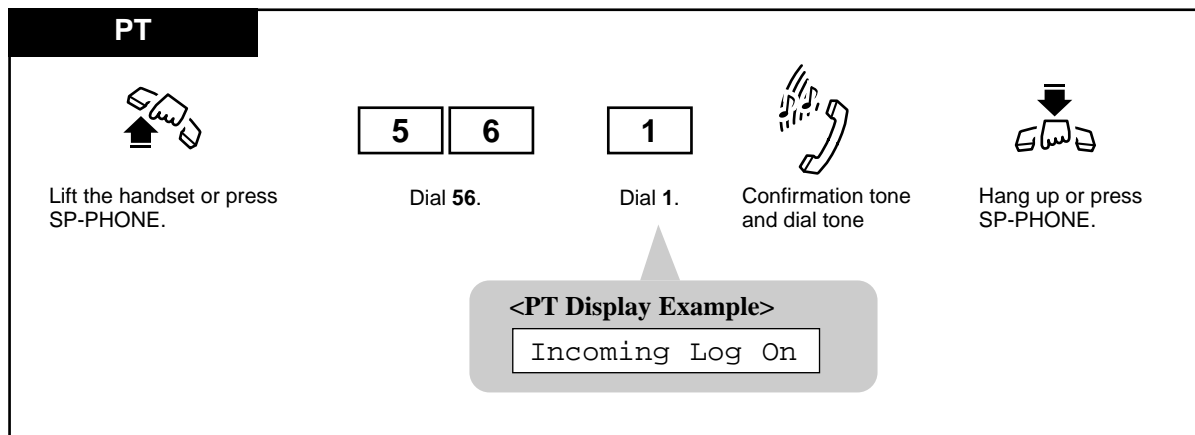 PT
5 6 1
Lift the handset or press
SP-PHONE.
Dial 56.
Dial 1.
Confirmation tone
and dial tone
Hang up or press
SP-PHONE.
<PT Display Example>
Incoming Log On